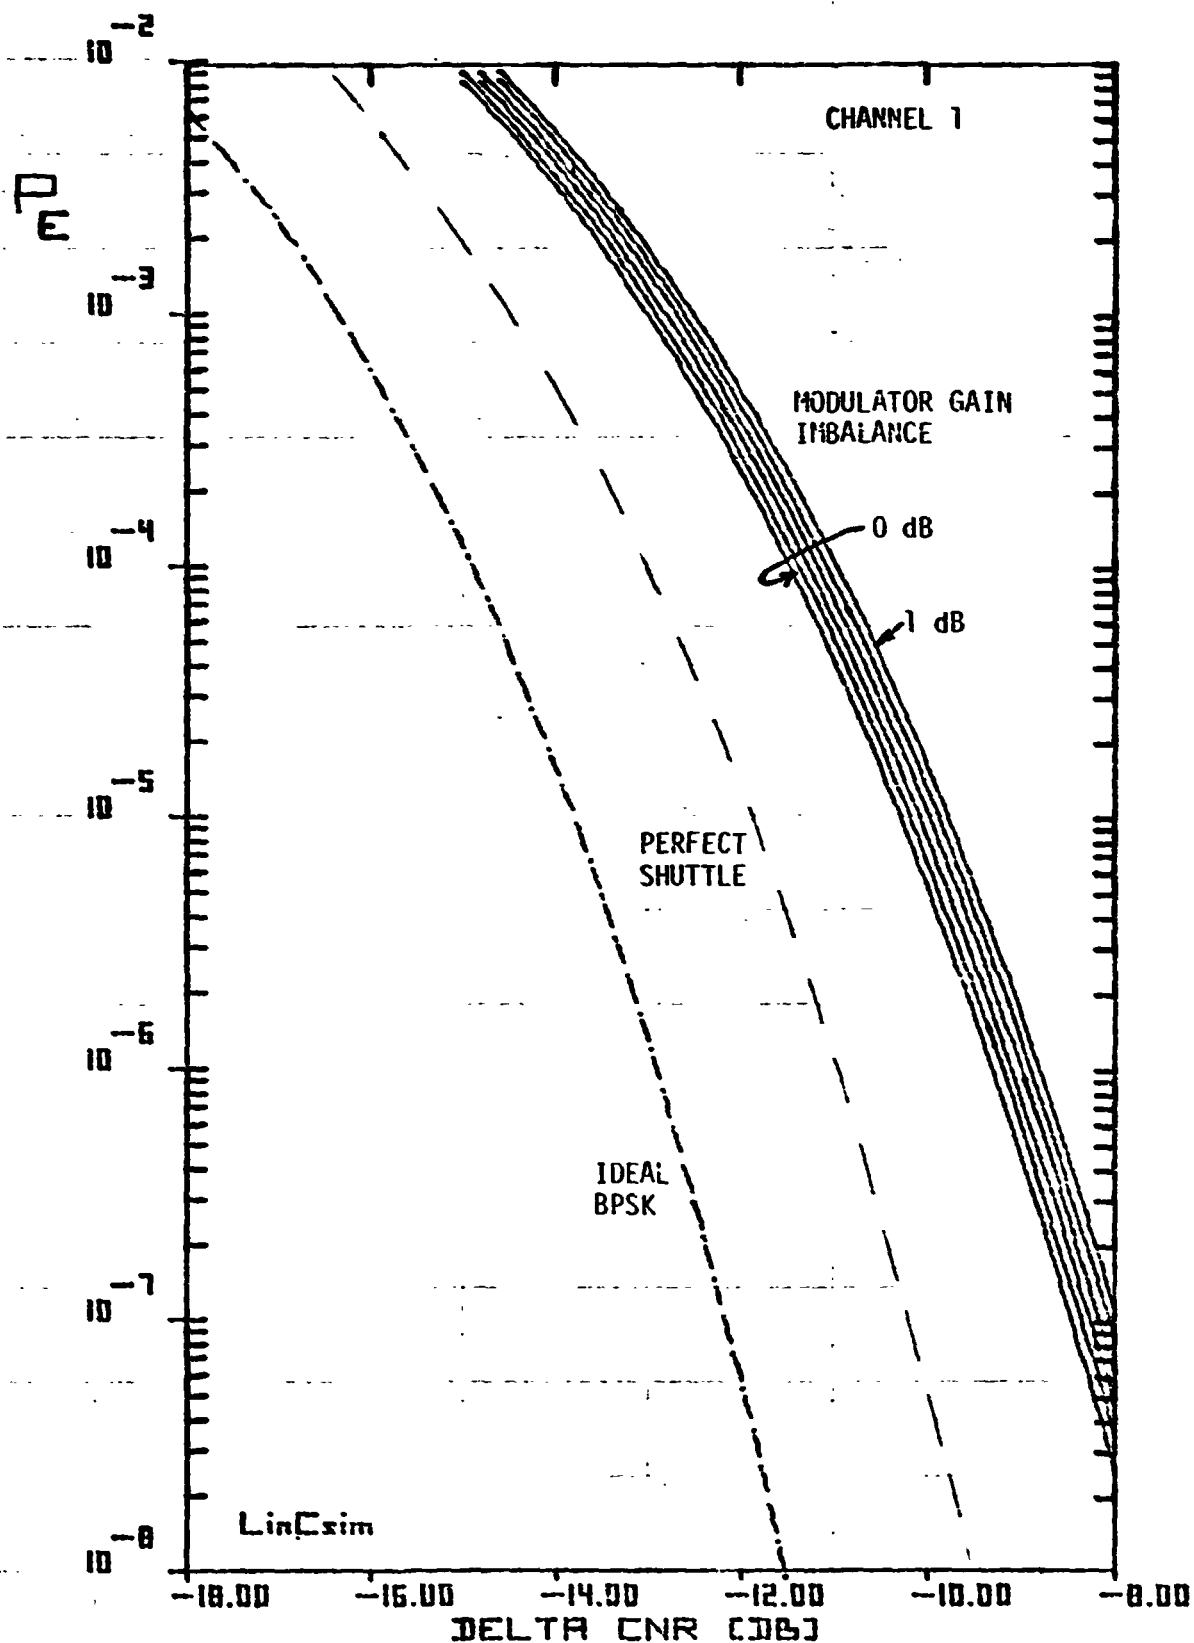 10^-2
CHANNEL 1
P_E
10^-3
MODULATOR GAIN
IMBALANCE
10^-4
0 dB
1 dB
10^-5
PERFECT
SHUTTLE
10^-6
IDEAL
BPSK
10^-7
LinCsim
10^-8
-18.00 -16.00 -14.00 -12.00 -10.00 -8.00
DELTA CNR [DB]